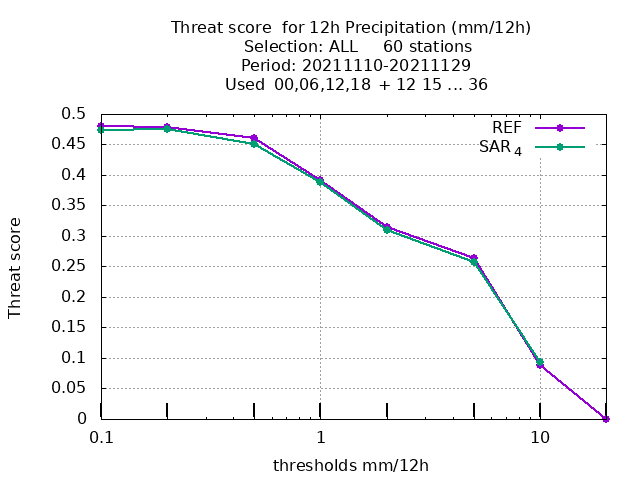 Threat score  for 12h Precipitation (mm/12h)
Selection: ALL     60 stations
Period: 20211110-20211129
Used  00,06,12,18  + 12 15 ... 36
REF
SAR 4
0.5
0.45
0.4
0.35
0.3
0.25
0.2
0.15
0.1
0.05
0
Threat score
0.1
1
10
thresholds mm/12h